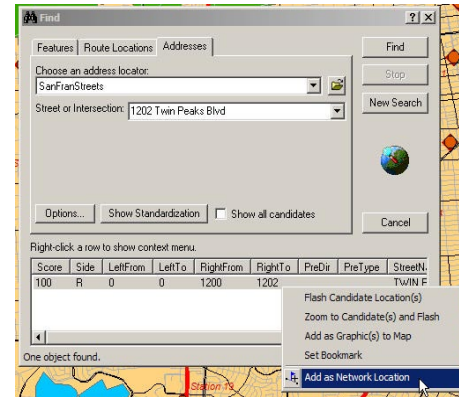 Find
Features Route Locations Addresses
Find
Choose an address locator:
Stop
SanFranStreets
New Search
Street or Intersection: 1202 Twin Peaks Blvd
Options... Show Standardization Show all candidates
Cancel
Right-click a row to show context menu.
Score Side LeftFrom LeftTo RightFrom RightTo PreDir PreType StreetN
100 R 0 0 1200 1202 TWIN
Flash Candidate Location(s)
Zoom to Candidate(s) and Flash
Add as Graphic(s) to Map
Set Bookmark
One object found.
Add as Network Location
Station 19